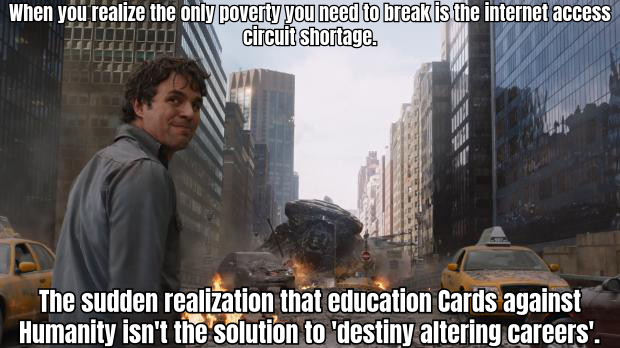 When you realize the only poverty you need to break is the internet access
circuit shortage.
The sudden realization that education Cards against
Humanity isn't the solution to 'destiny altering careers'.